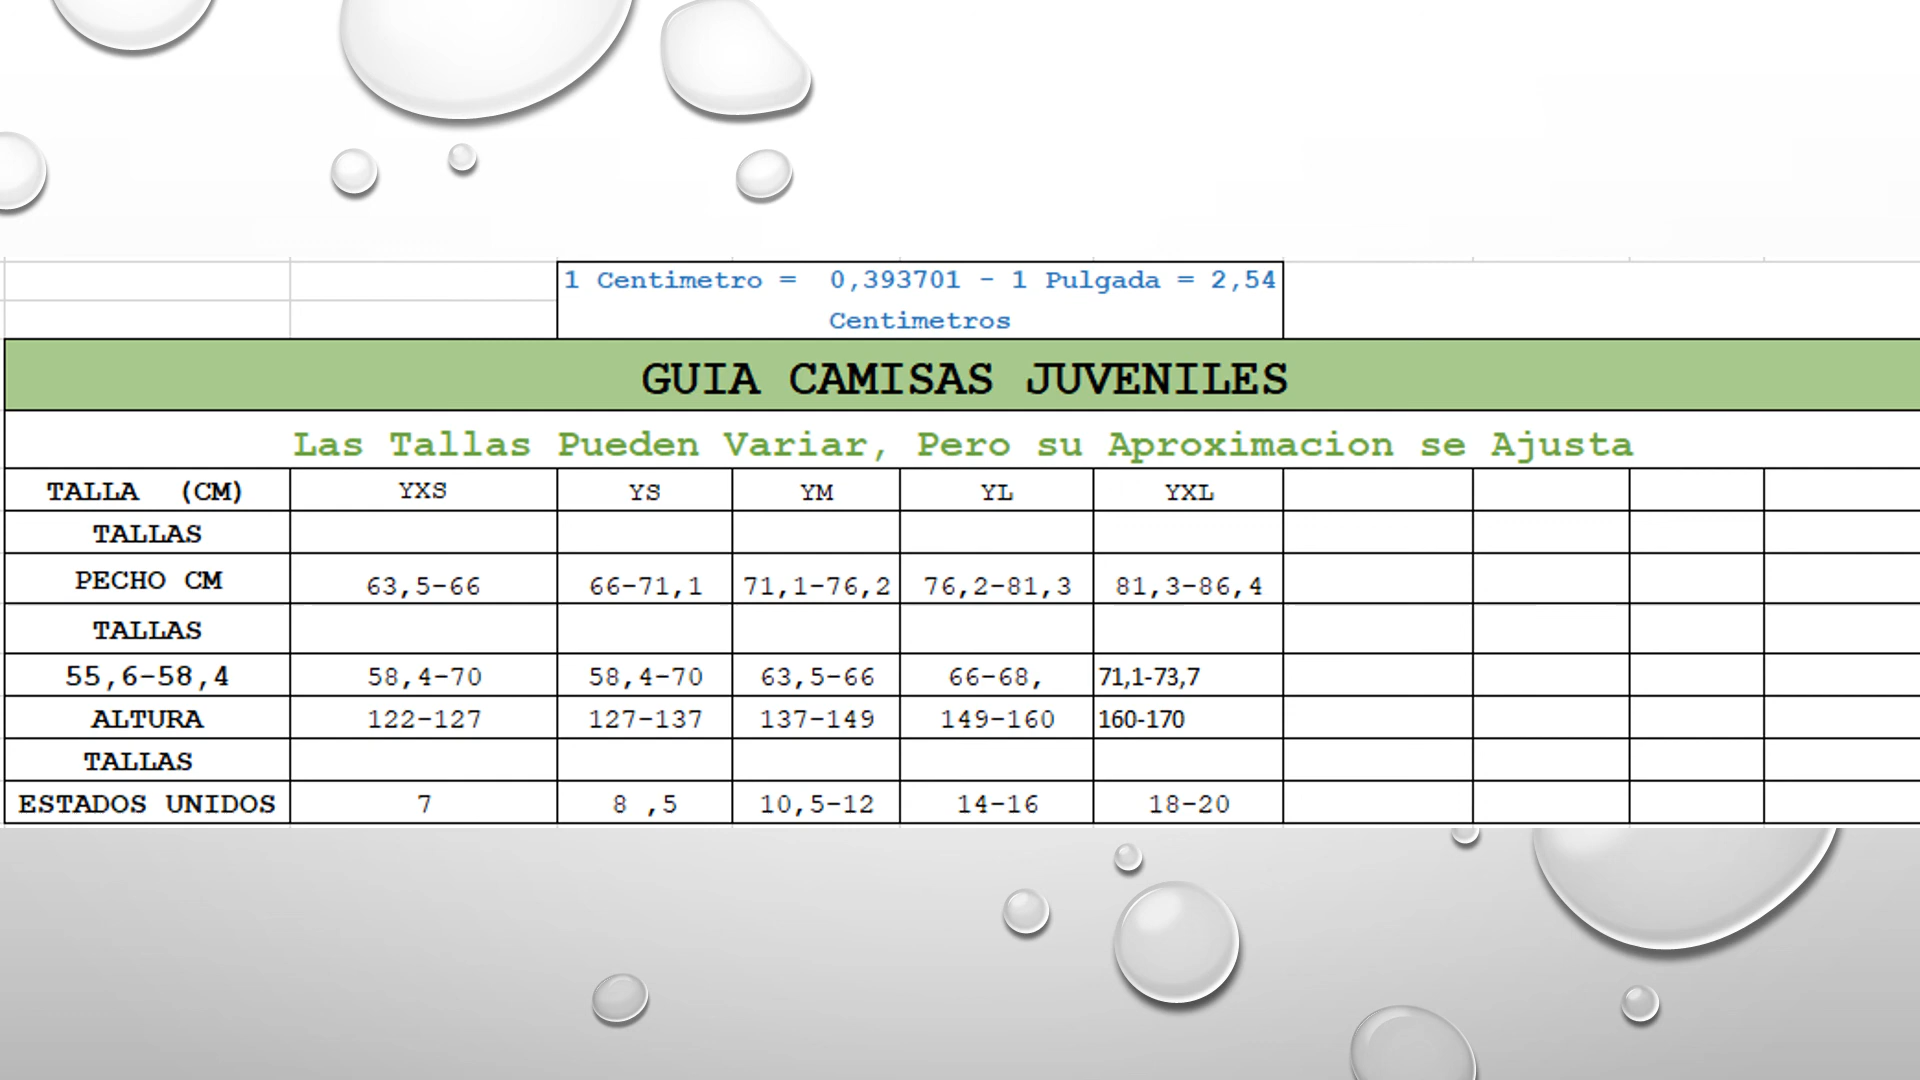 1 Centimetro =  0,393701 - 1 Pulgada = 2,54
Centimetros
GUIA CAMISAS JUVENILES
Las Tallas Pueden Variar, Pero su Aproximacion se Ajusta
TALLA  (CM) YXS YS YM YL YXL
TALLAS
PECHO CM 63,5-66 66-71,1 71,1-76,2 76,2-81,3 81,3-86,4
TALLAS
55,6-58,4 58,4-70 58,4-70 63,5-66 66-68, 71,1-73,7
ALTURA 122-127 127-137 137-149 149-160 160-170
TALLAS
ESTADOS UNIDOS 7 8 ,5 10,5-12 14-16 18-20